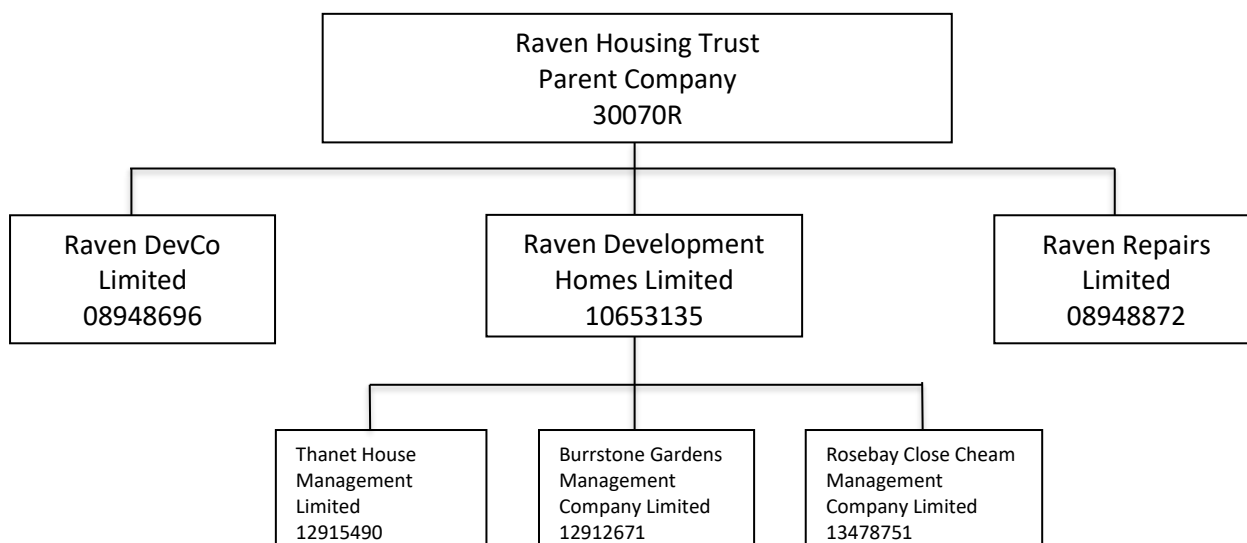 Raven Housing Trust
Parent Company
30070R
Raven DevCo
Limited
08948696
Raven Development
Homes Limited
10653135
Raven Repairs
Limited
08948872
Thanet House
Management
Limited
12915490
Burrstone Gardens
Management
Company Limited
12912671
Rosebay Close Cheam
Management
Company Limited
13478751